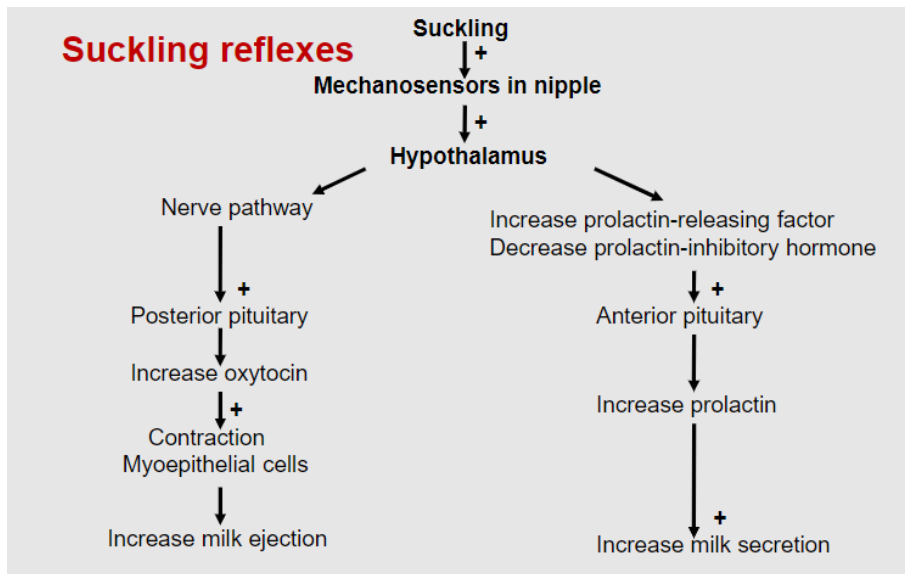 Suckling reflexes
Suckling
+
Mechanosensors in nipple
+
Hypothalamus
Nerve pathway
+
Posterior pituitary
Increase oxytocin
+
Contraction
Myoepithelial cells
Increase milk ejection
Increase prolactin-releasing factor
Decrease prolactin-inhibitory hormone
+
Anterior pituitary
Increase prolactin
+
Increase milk secretion